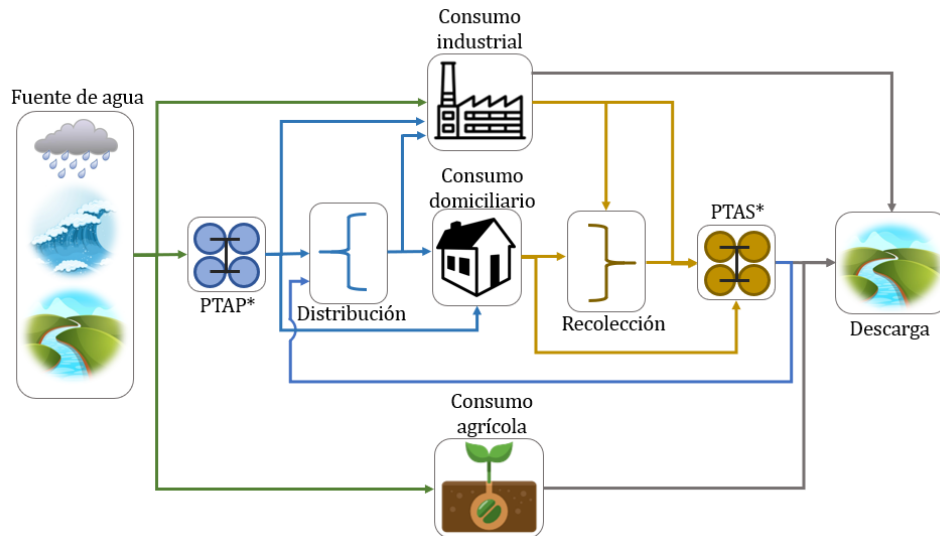 Fuente de agua
PTAP*
Distribución
Consumo
industrial
Consumo
domiciliario
Recolección
PTAS*
Descarga
Consumo
agrícola